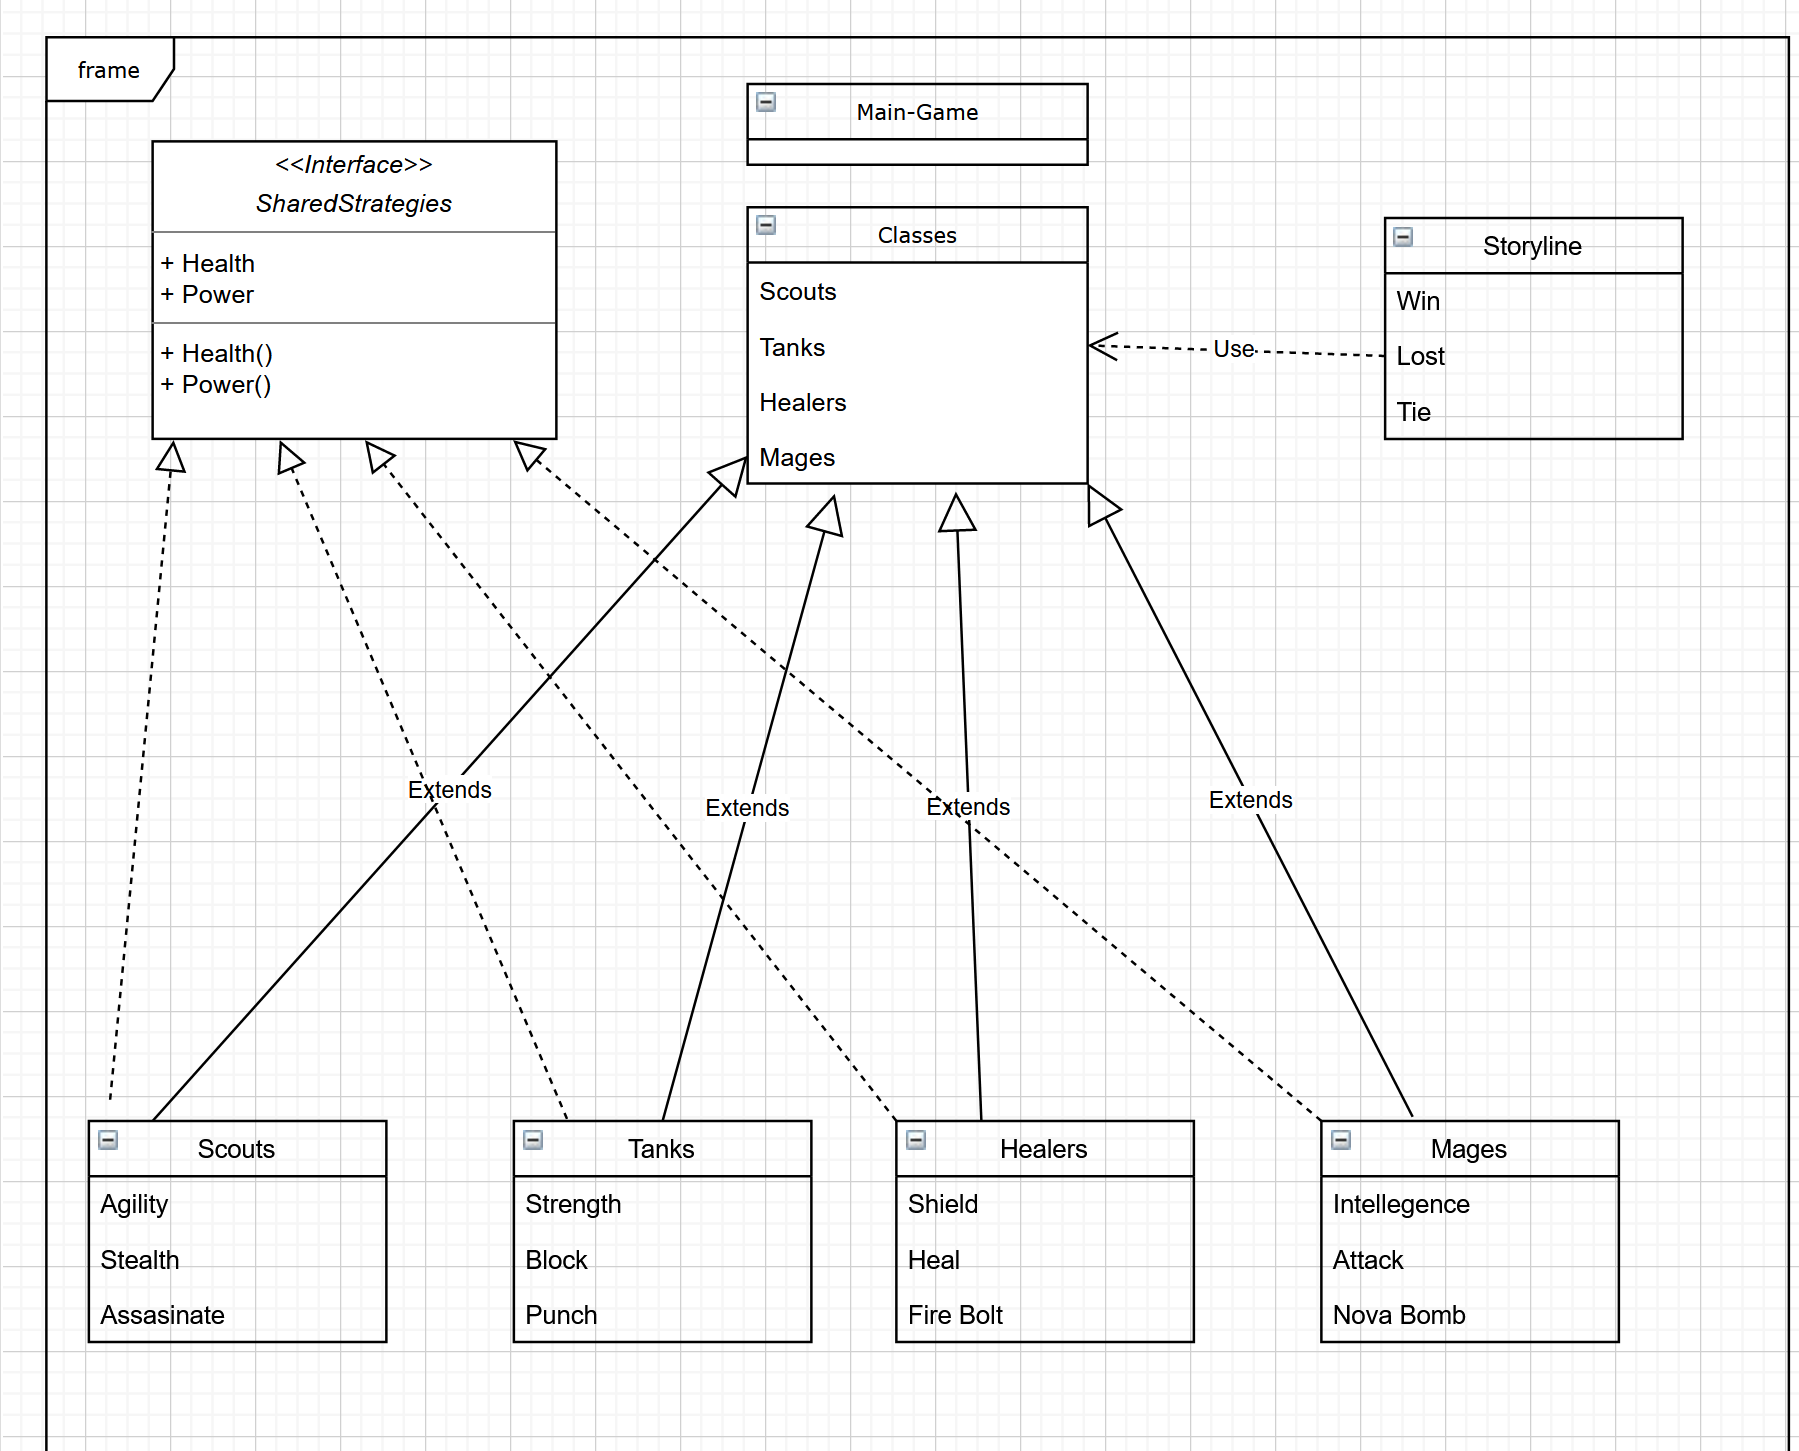 frame
Main-Game
<<Interface>>
SharedStrategies
+ Health
+ Power
+ Health()
+ Power()
Classes
Scouts
Tanks
Healers
Mages
Storyline
Win
Lost
Tie
Use
Extends
Extends
Extends
Extends
Scouts
Agility
Stealth
Assasinate
Tanks
Strength
Block
Punch
Healers
Shield
Heal
Fire Bolt
Mages
Intellegence
Attack
Nova Bomb